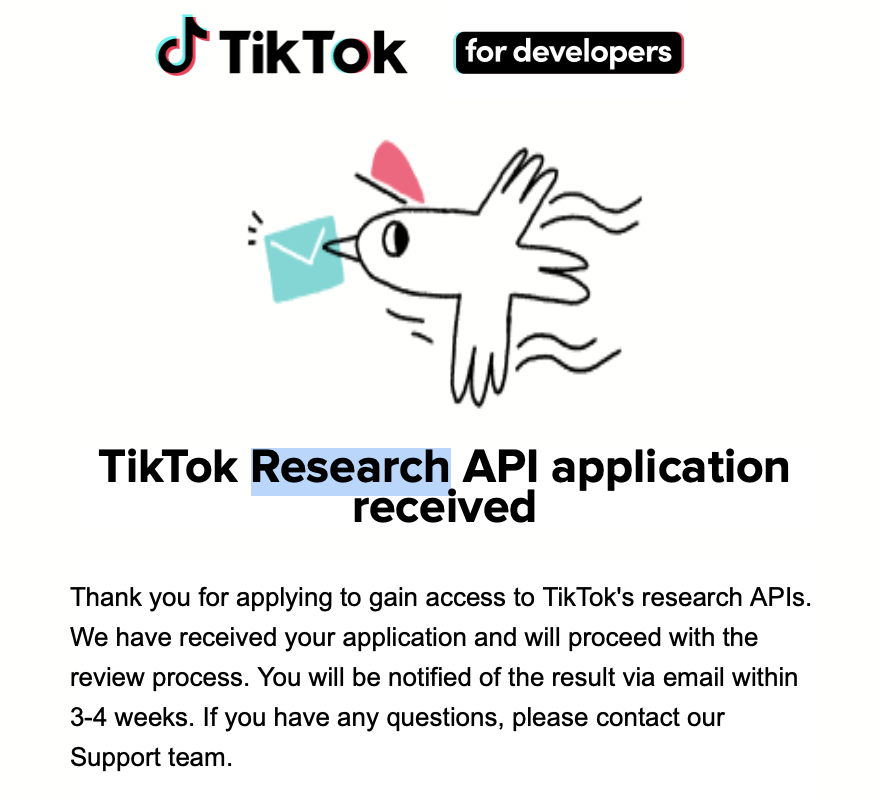 TikTok for developers
TikTok Research API application
received
Thank you for applying to gain access to TikTok's research APIs.
We have received your application and will proceed with the
review process. You will be notified of the result via email within
3-4 weeks. If you have any questions, please contact our
Support team.